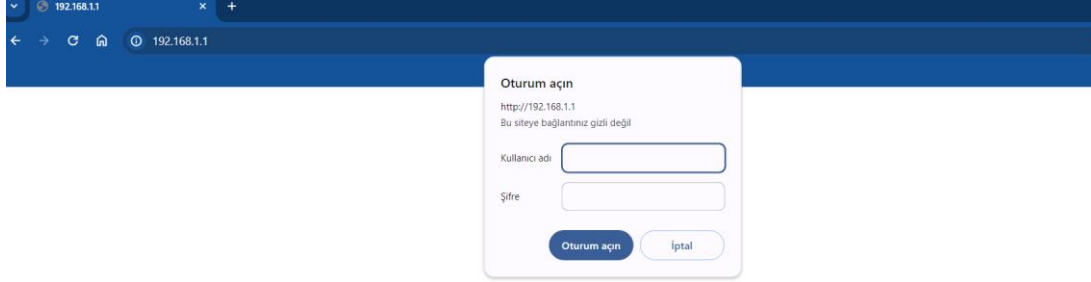 192.168.1.1
192.168.1.1
Oturum açın
http://192.168.1.1
Bu siteye bağlantınız gizli değil
Kullanıcı adı
Şifre
Oturum açın İptal